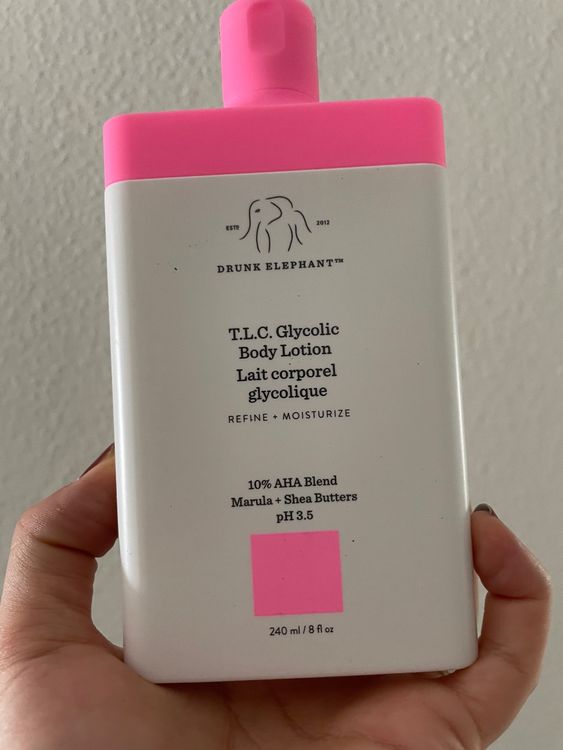 ESTD 2012
DRUNK ELEPHANT™
T.L.C. Glycolic
Body Lotion
Lait corporel
glycolique
REFINE + MOISTURIZE
10% AHA Blend
Marula + Shea Butters
pH 3.5
240 ml / 8 fl oz